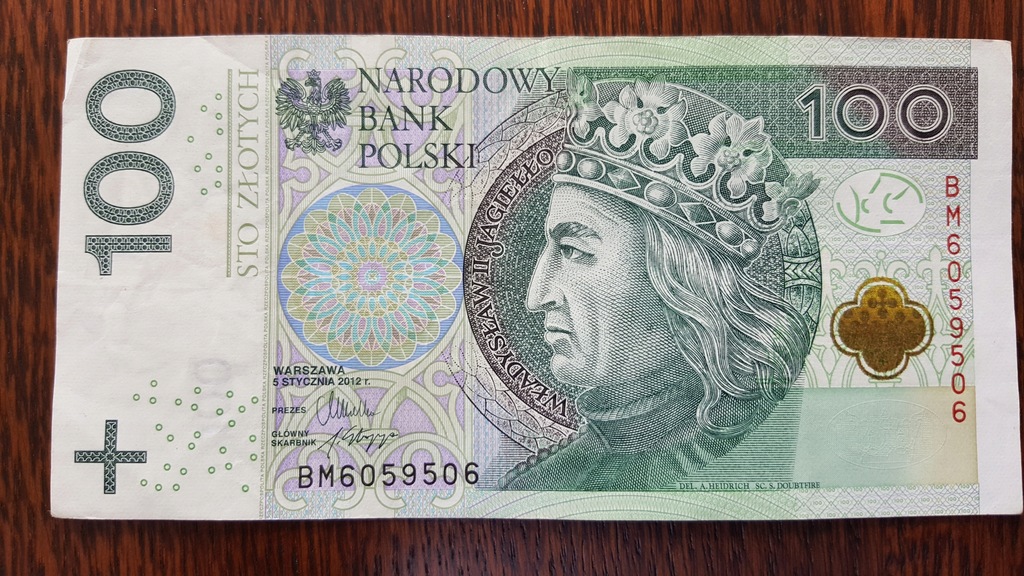 100
STO ZŁOTYCH
NARODOWY
BANK
POLSKI
100
WŁADYSŁAW II JAGIEŁŁO
BM6059506
WARSZAWA
5 STYCZNIA 2012 r.
PREZES
GŁÓWNY
SKARBNIK
BM6059506
DEL. A. HEIDRICH SC. S. DOUBTFIRE